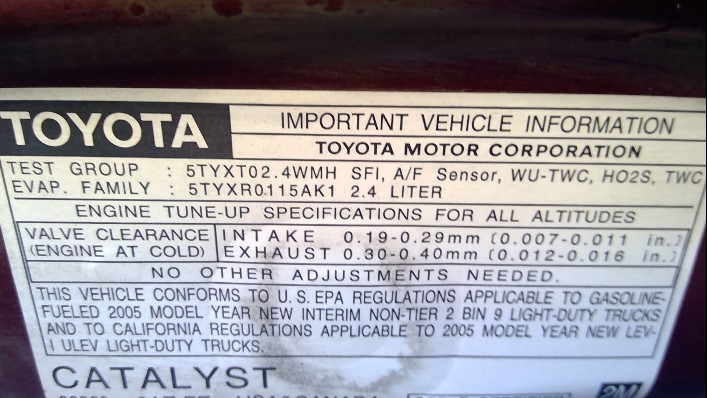 TOYOTA
IMPORTANT VEHICLE INFORMATION
TOYOTA MOTOR CORPORATION
TEST GROUP : 5TYXT02.4WMH SFI, A/F Sensor, WU-TWC, HO2S, TWC
EVAP. FAMILY : 5TYXR0115AK1 2.4 LITER
ENGINE TUNE-UP SPECIFICATIONS FOR ALL ALTITUDES
VALVE CLEARANCE INTAKE 0.19-0.29mm (0.007-0.011 in.)
(ENGINE AT COLD) EXHAUST 0.30-0.40mm (0.012-0.016 in.)
NO OTHER ADJUSTMENTS NEEDED.
THIS VEHICLE CONFORMS TO U.S. EPA REGULATIONS APPLICABLE TO GASOLINE-
FUELED 2005 MODEL YEAR NEW INTERIM NON-TIER 2 BIN 9 LIGHT-DUTY TRUCKS
AND TO CALIFORNIA REGULATIONS APPLICABLE TO 2005 MODEL YEAR NEW LEV-
I ULEV LIGHT-DUTY TRUCKS.
CATALYST